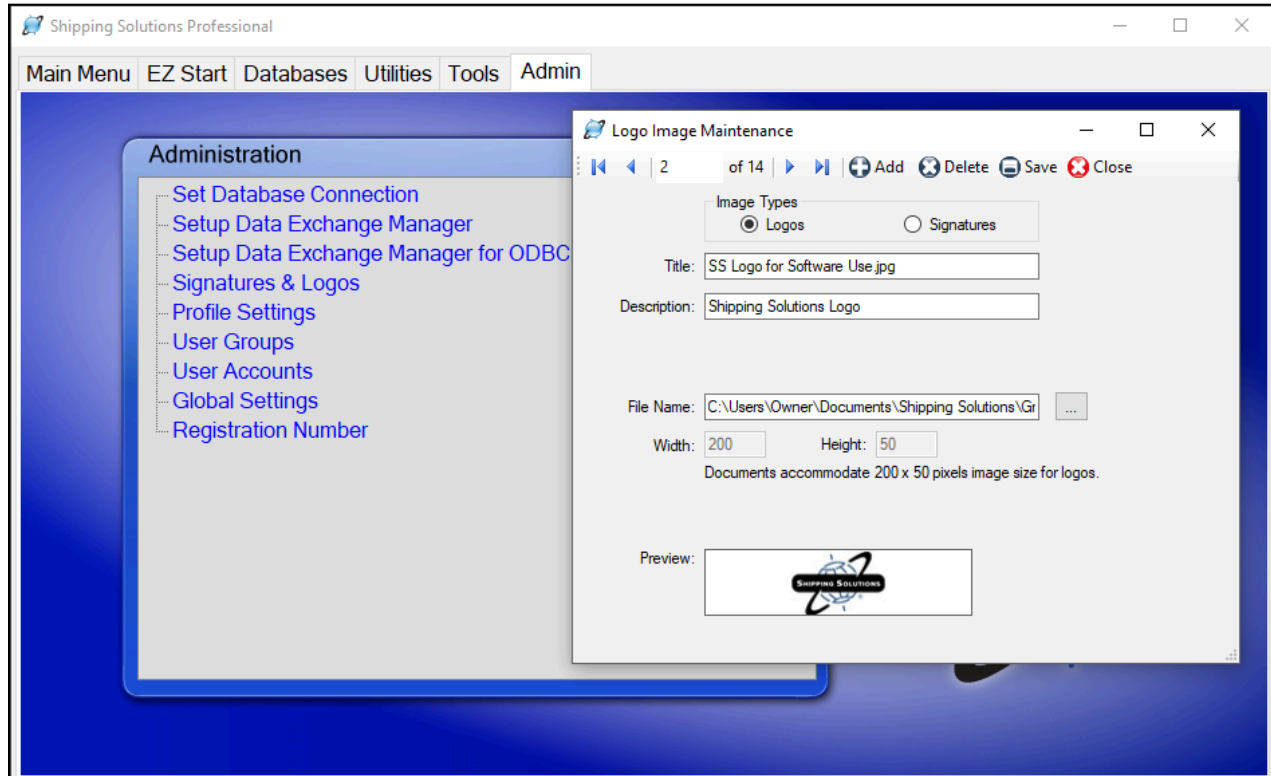 Shipping Solutions Professional
Main Menu EZ Start Databases Utilities Tools Admin
Administration
Set Database Connection
Setup Data Exchange Manager
Setup Data Exchange Manager for ODBC
Signatures & Logos
Profile Settings
User Groups
User Accounts
Global Settings
Registration Number
Logo Image Maintenance
2 of 14 Add Delete Save Close
Image Types
Logos Signatures
Title: SS Logo for Software Use.jpg
Description: Shipping Solutions Logo
File Name: C:\Users\Owner\Documents\Shipping Solutions\Gr ...
Width: 200 Height: 50
Documents accommodate 200 x 50 pixels image size for logos.
Preview:
SHIPPING SOLUTIONS